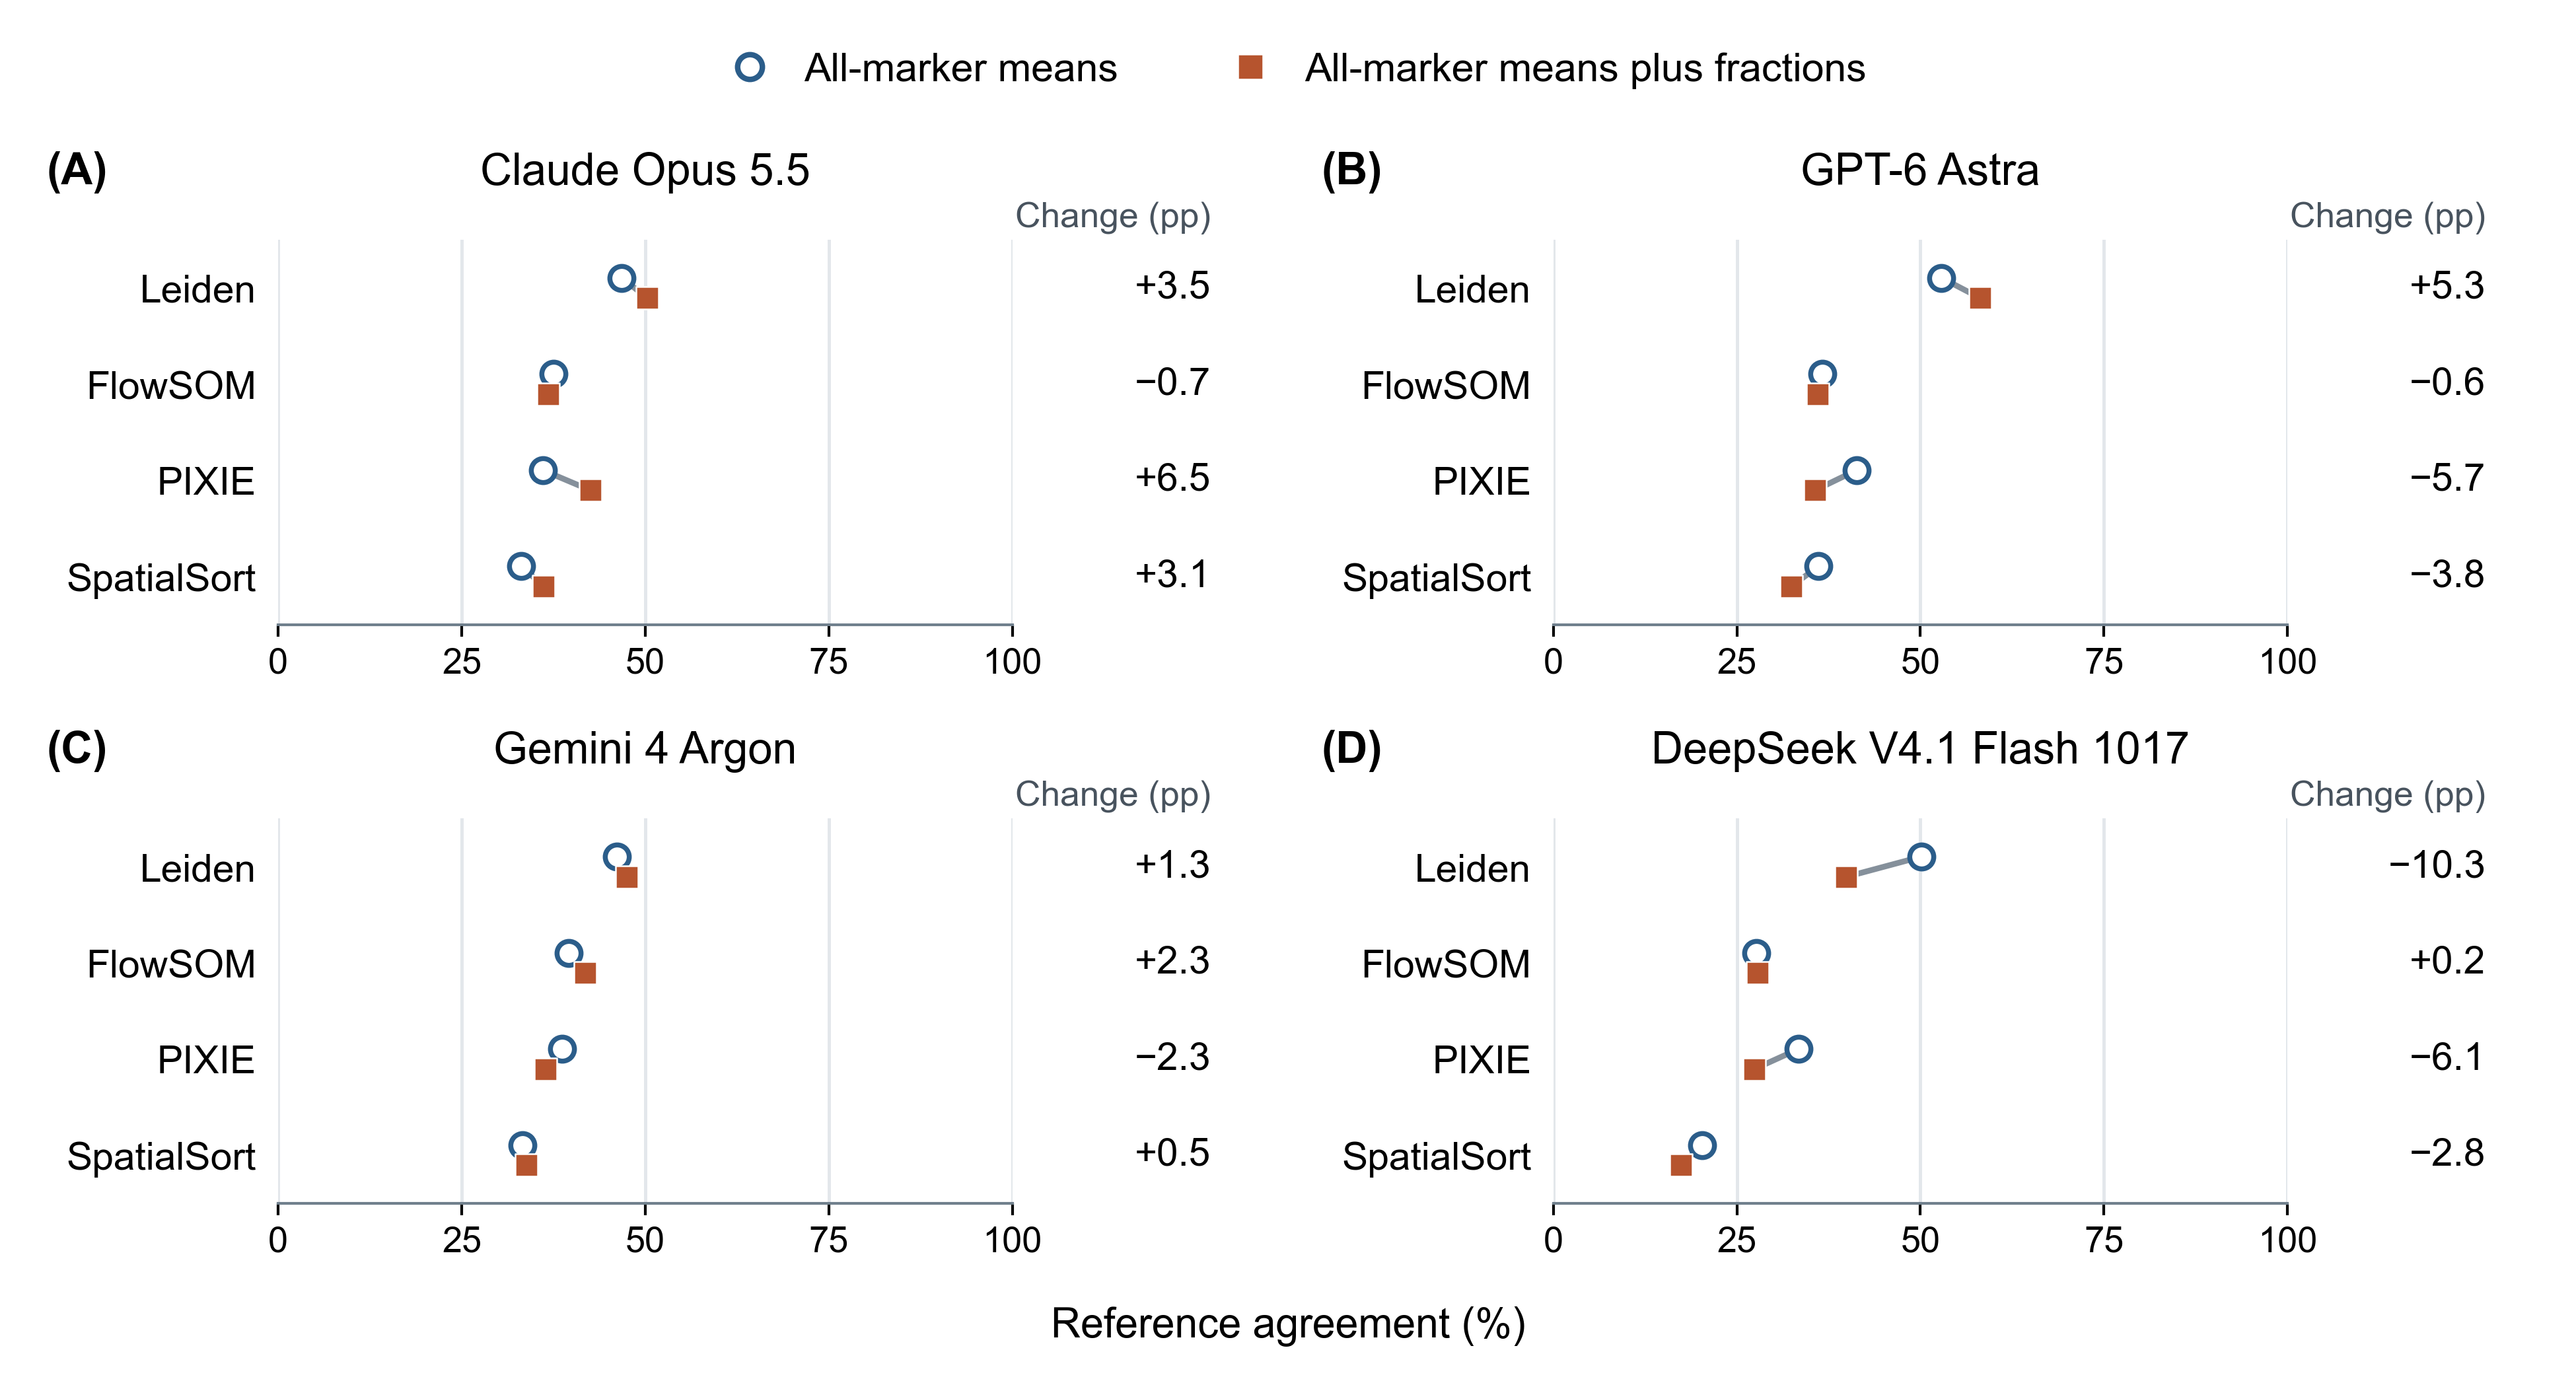 All-marker means
All-marker means plus fractions
(A)
Claude Opus 5.5
Change (pp)
Leiden
+3.5
FlowSOM
−0.7
PIXIE
+6.5
SpatialSort
+3.1
0 25 50 75 100
(B)
GPT-6 Astra
Change (pp)
Leiden
+5.3
FlowSOM
−0.6
PIXIE
−5.7
SpatialSort
−3.8
0 25 50 75 100
(C)
Gemini 4 Argon
Change (pp)
Leiden
+1.3
FlowSOM
+2.3
PIXIE
−2.3
SpatialSort
+0.5
0 25 50 75 100
(D)
DeepSeek V4.1 Flash 1017
Change (pp)
Leiden
−10.3
FlowSOM
+0.2
PIXIE
−6.1
SpatialSort
−2.8
0 25 50 75 100
Reference agreement (%)